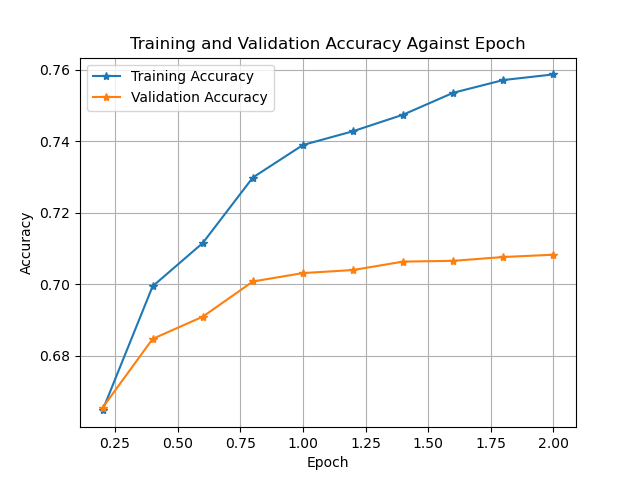 Training and Validation Accuracy Against Epoch
Training Accuracy
Validation Accuracy
0.76
0.74
0.72
0.70
0.68
Accuracy
0.25 0.50 0.75 1.00 1.25 1.50 1.75 2.00
Epoch